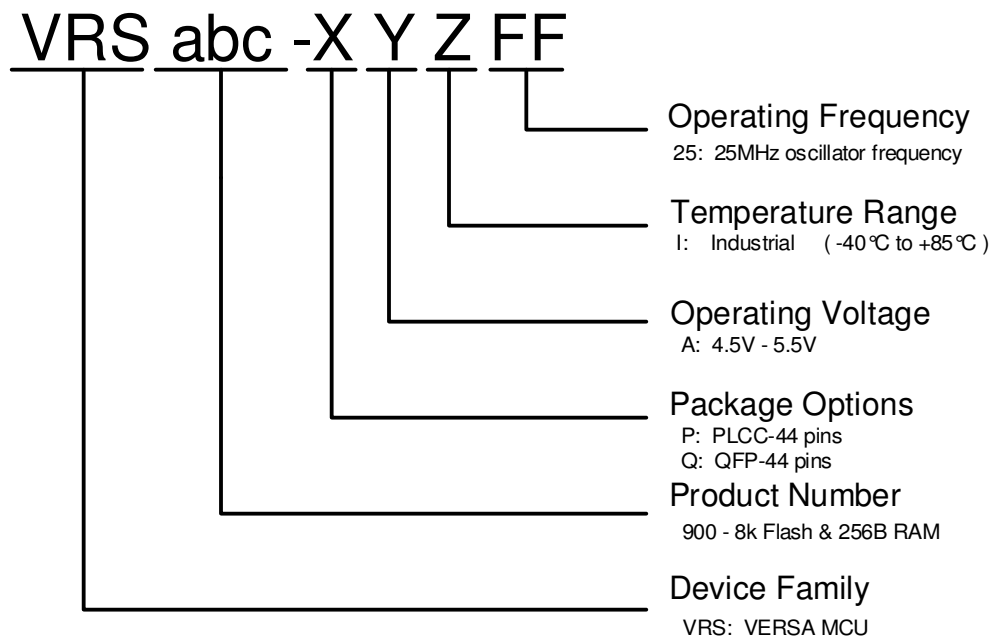 VRS abc -X Y Z FF
Operating Frequency
25: 25MHz oscillator frequency
Temperature Range
I: Industrial ( -40°C to +85°C )
Operating Voltage
A: 4.5V - 5.5V
Package Options
P: PLCC-44 pins
Q: QFP-44 pins
Product Number
900 - 8k Flash & 256B RAM
Device Family
VRS: VERSA MCU